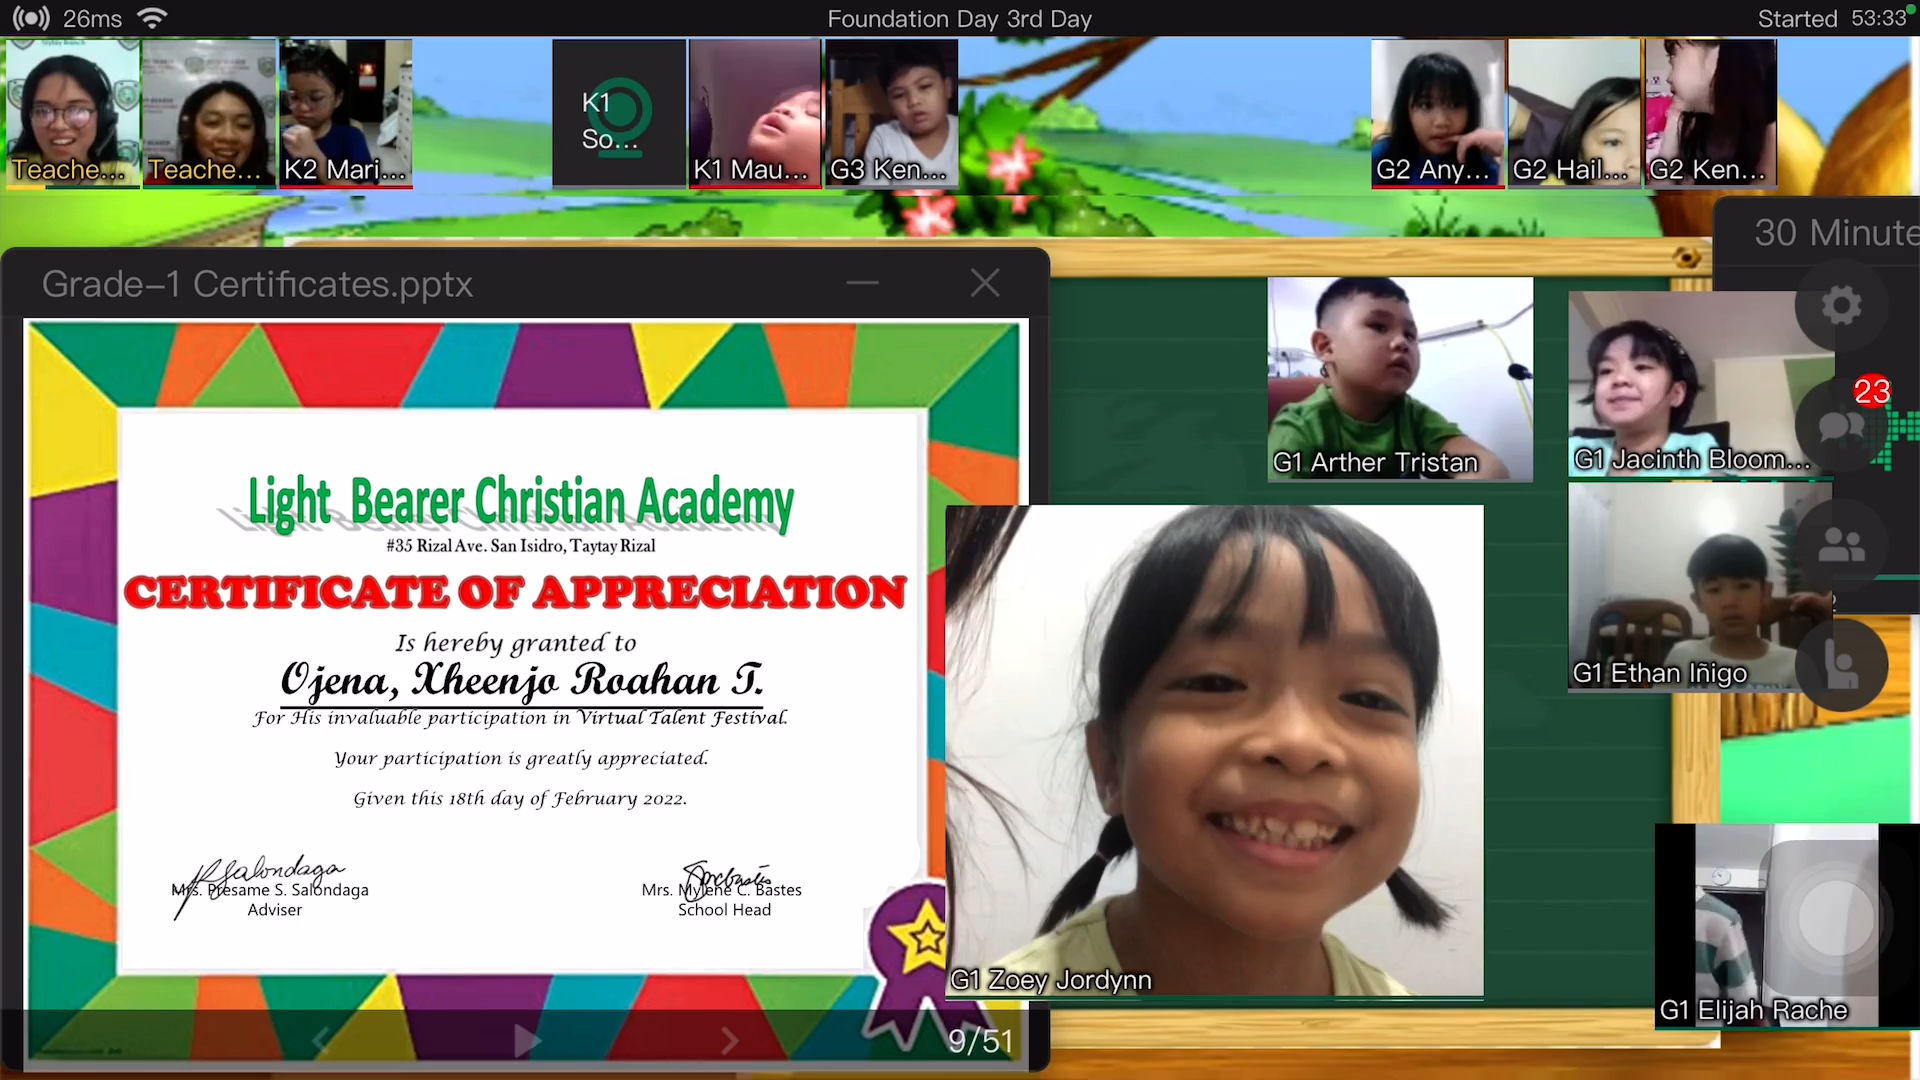 26ms
Foundation Day 3rd Day
Started 53:33
Teache...
Teache...
K2 Mari...
K1
So...
K1 Mau...
G3 Ken...
G2 Any...
G2 Hail...
G2 Ken...
30 Minute
Grade-1 Certificates.pptx
Light Bearer Christian Academy
#35 Rizal Ave. San Isidro, Taytay Rizal
CERTIFICATE OF APPRECIATION
Is hereby granted to
Ojena, Xheenjo Roahan T.
For His invaluable participation in Virtual Talent Festival.
Your participation is greatly appreciated.
Given this 18th day of February 2022.
Mrs. Presame S. Salondaga
Adviser
Mrs. Mylene C. Bastes
School Head
9/51
G1 Arther Tristan
G1 Jacinth Bloom...
23
G1 Ethan Iñigo
G1 Zoey Jordynn
G1 Elijah Rache